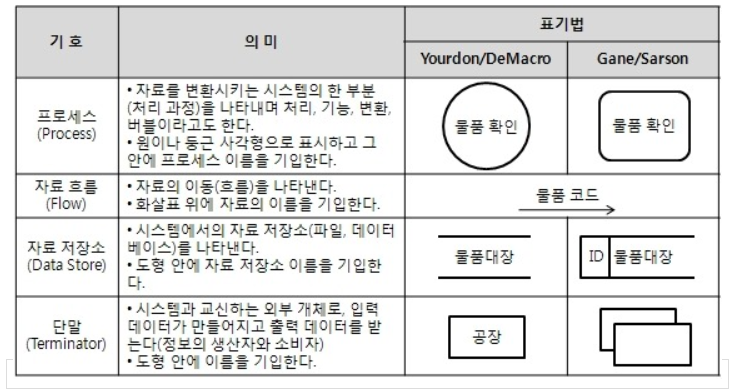 기 호
의 미
표기법
Yourdon/DeMacro
Gane/Sarson
프로세스
(Process)
• 자료를 변환시키는 시스템의 한 부분
(처리 과정)을 나타내며 처리, 기능, 변환,
버블이라고도 한다.
• 원이나 둥근 사각형으로 표시하고 그
안에 프로세스 이름을 기입한다.
물품 확인
물품 확인
자료 흐름
(Flow)
• 자료의 이동(흐름)을 나타낸다.
• 화살표 위에 자료의 이름을 기입한다.
물품 코드
자료 저장소
(Data Store)
• 시스템에서의 자료 저장소(파일, 데이터
베이스)를 나타낸다.
• 도형 안에 자료 저장소 이름을 기입한
다.
물품대장
ID 물품대장
단말
(Terminator)
• 시스템과 교신하는 외부 개체로, 입력
데이터가 만들어지고 출력 데이터를 받
는다(정보의 생산자와 소비자)
• 도형 안에 이름을 기입한다.
공장